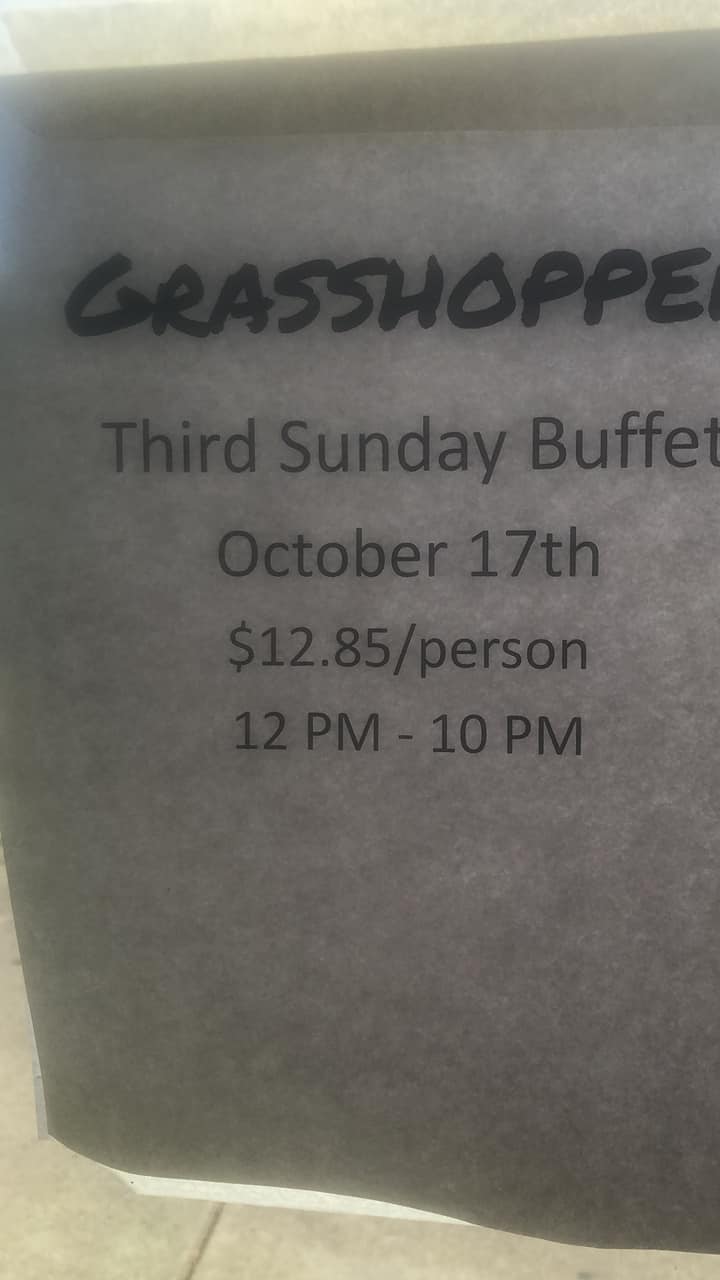 GRASSHOPPE
Third Sunday Buffet
October 17th
$12.85/person
12 PM - 10 PM